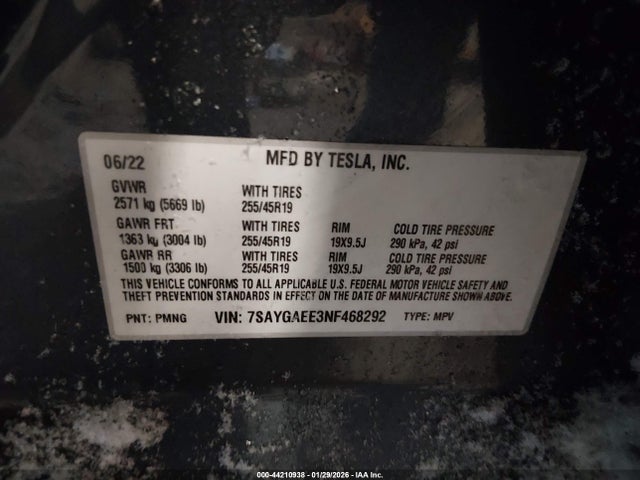 06/22 MFD BY TESLA, INC.
GVWR WITH TIRES
2571 kg (5669 lb) 255/45R19
GAWR FRT WITH TIRES RIM COLD TIRE PRESSURE
1363 kg (3004 lb) 255/45R19 19X9.5J 290 kPa, 42 psi
GAWR RR WITH TIRES RIM COLD TIRE PRESSURE
1500 kg (3306 lb) 255/45R19 19X9.5J 290 kPa, 42 psi
THIS VEHICLE CONFORMS TO ALL APPLICABLE U.S. FEDERAL MOTOR VEHICLE SAFETY AND
THEFT PREVENTION STANDARDS IN EFFECT ON THE DATE OF MANUFACTURE SHOWN ABOVE.
PNT: PMNG VIN: 7SAYGAEE3NF468292 TYPE: MPV
000-44210938 - 01/29/2026 - IAA Inc.